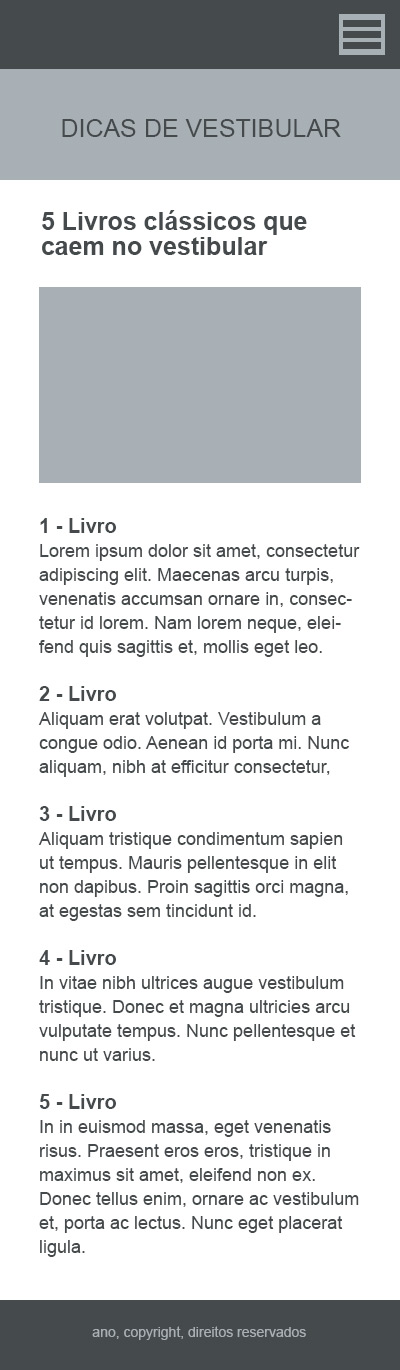 DICAS DE VESTIBULAR
5 Livros clássicos que
caem no vestibular
1 - Livro
Lorem ipsum dolor sit amet, consectetur
adipiscing elit. Maecenas arcu turpis,
venenatis accumsan ornare in, consec-
tetur id lorem. Nam lorem neque, elei-
fend quis sagittis et, mollis eget leo.
2 - Livro
Aliquam erat volutpat. Vestibulum a
congue odio. Aenean id porta mi. Nunc
aliquam, nibh at efficitur consectetur,
3 - Livro
Aliquam tristique condimentum sapien
ut tempus. Mauris pellentesque in elit
non dapibus. Proin sagittis orci magna,
at egestas sem tincidunt id.
4 - Livro
In vitae nibh ultrices augue vestibulum
tristique. Donec et magna ultricies arcu
vulputate tempus. Nunc pellentesque et
nunc ut varius.
5 - Livro
In in euismod massa, eget venenatis
risus. Praesent eros eros, tristique in
maximus sit amet, eleifend non ex.
Donec tellus enim, ornare ac vestibulum
et, porta ac lectus. Nunc eget placerat
ligula.
ano, copyright, direitos reservados